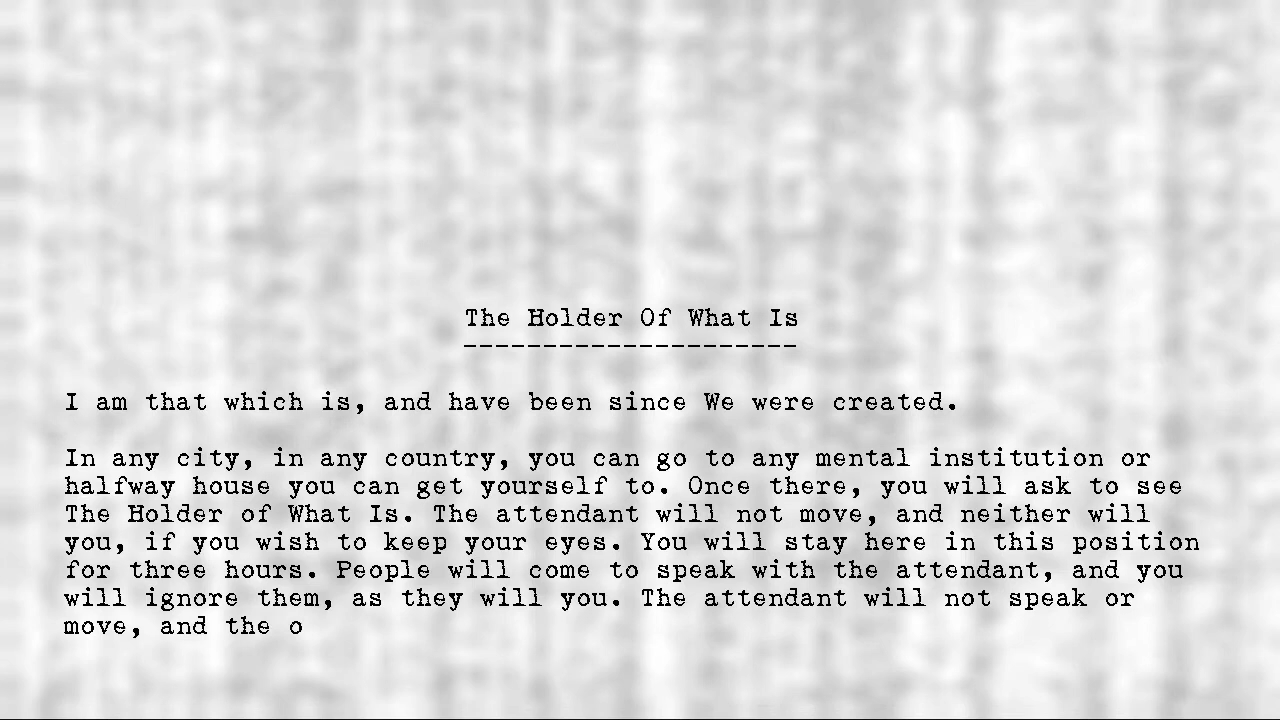 The Holder Of What Is
---------------------
I am that which is, and have been since We were created.
In any city, in any country, you can go to any mental institution or
halfway house you can get yourself to. Once there, you will ask to see
The Holder of What Is. The attendant will not move, and neither will
you, if you wish to keep your eyes. You will stay here in this position
for three hours. People will come to speak with the attendant, and you
will ignore them, as they will you. The attendant will not speak or
move, and the o